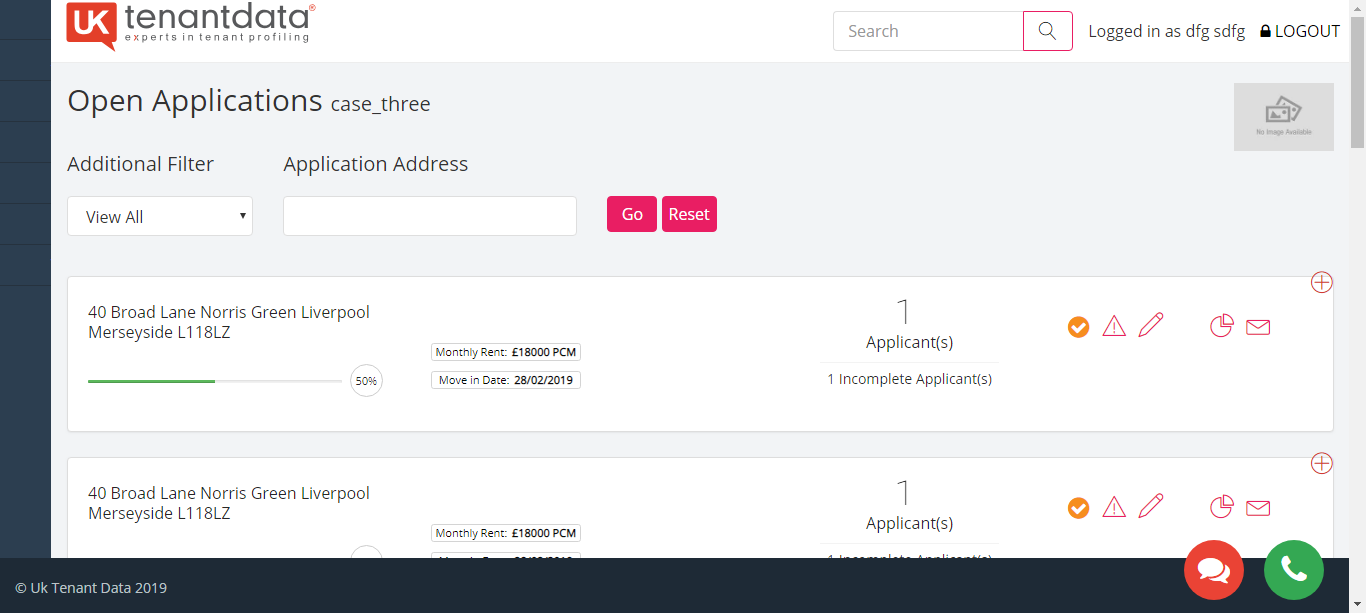 UK tenantdata®
experts in tenant profiling
Search
Logged in as dfg sdfg LOGOUT
Open Applications case_three
No Image Available
Additional Filter Application Address
View All Go Reset
40 Broad Lane Norris Green Liverpool
Merseyside L118LZ
50%
Monthly Rent: £18000 PCM
Move in Date: 28/02/2019
1
Applicant(s)
1 Incomplete Applicant(s)
40 Broad Lane Norris Green Liverpool
Merseyside L118LZ
Monthly Rent: £18000 PCM
1
Applicant(s)
1 Incomplete Applicant(s)
© Uk Tenant Data 2019